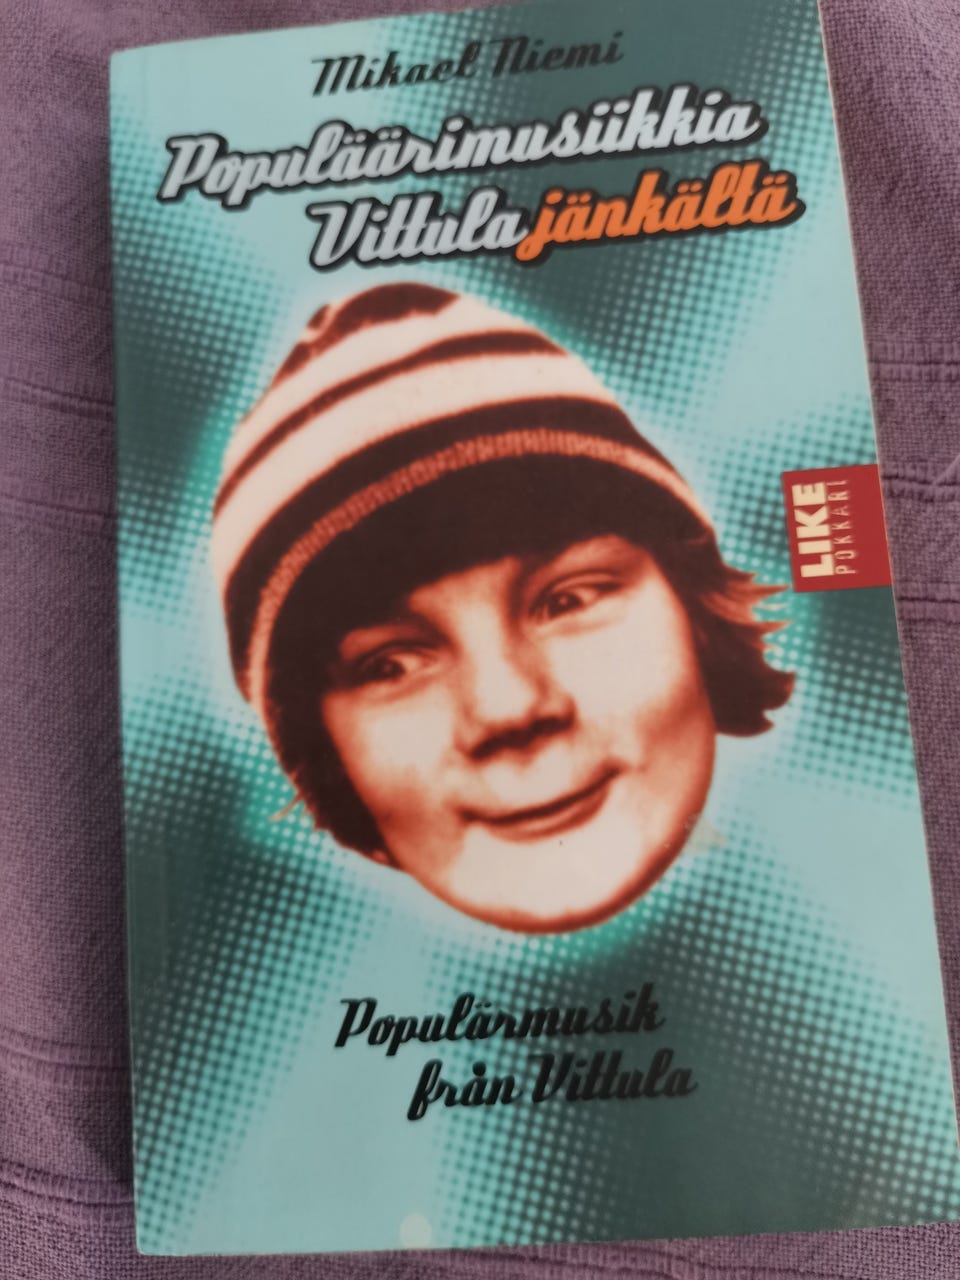 Mikael Niemi
Populäärimusiikkia
Vittulajänkältä
LIKE
POKKARI
Populärmusik
från Vittula